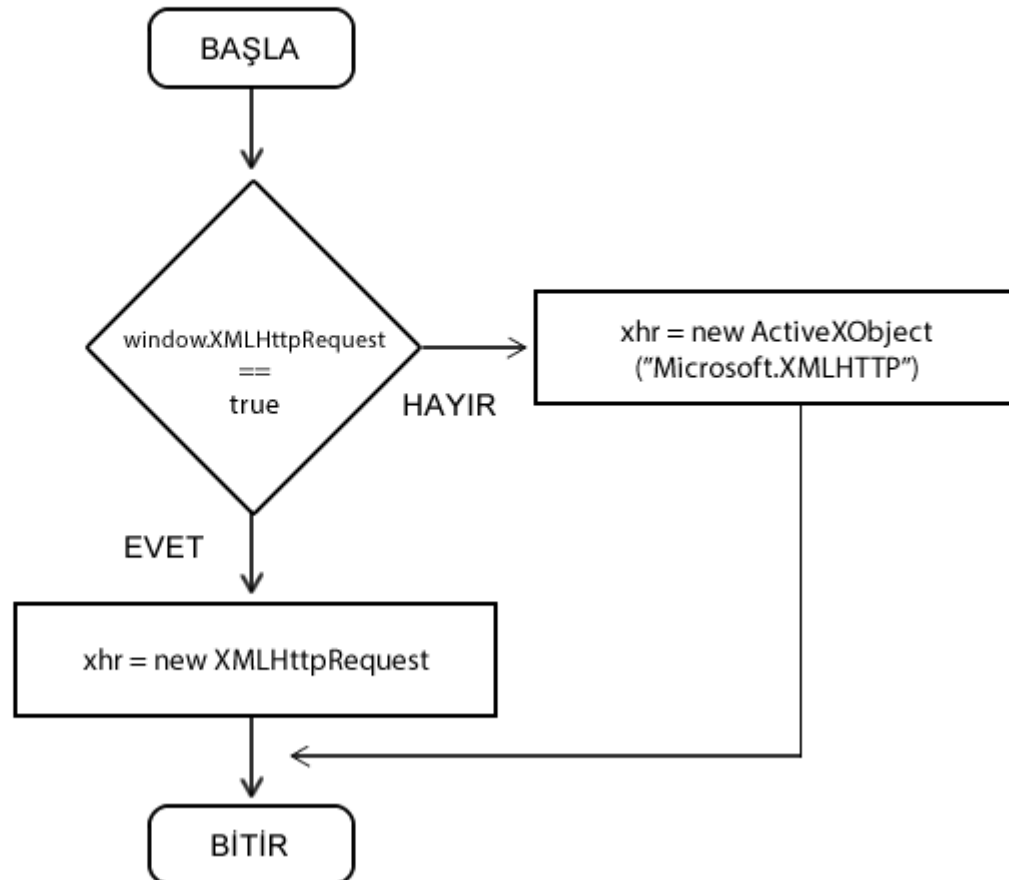 BAŞLA
window.XMLHttpRequest
==
true
HAYIR
xhr = new ActiveXObject
("Microsoft.XMLHTTP")
EVET
xhr = new XMLHttpRequest
BİTİR